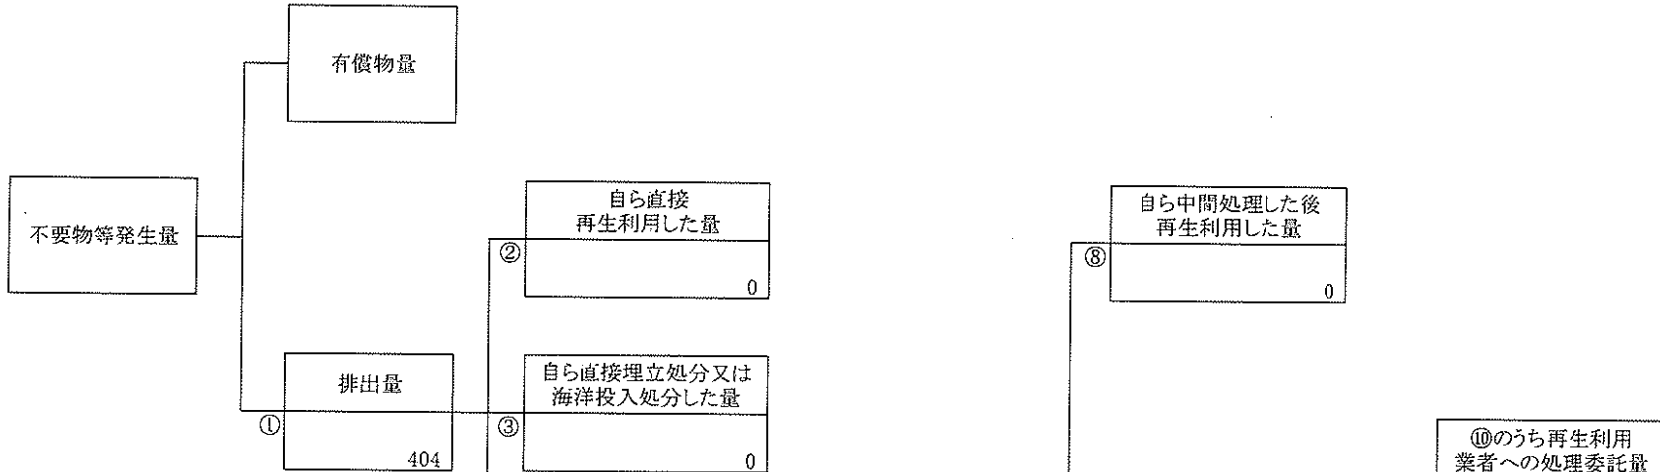 有償物量
不要物等発生量
自ら直接
再生利用した量
②
0
自ら中間処理した後
再生利用した量
⑧
0
排出量
①
404
自ら直接埋立処分又は
海洋投入処分した量
③
0
⑩のうち再生利用
業者への処理委託量